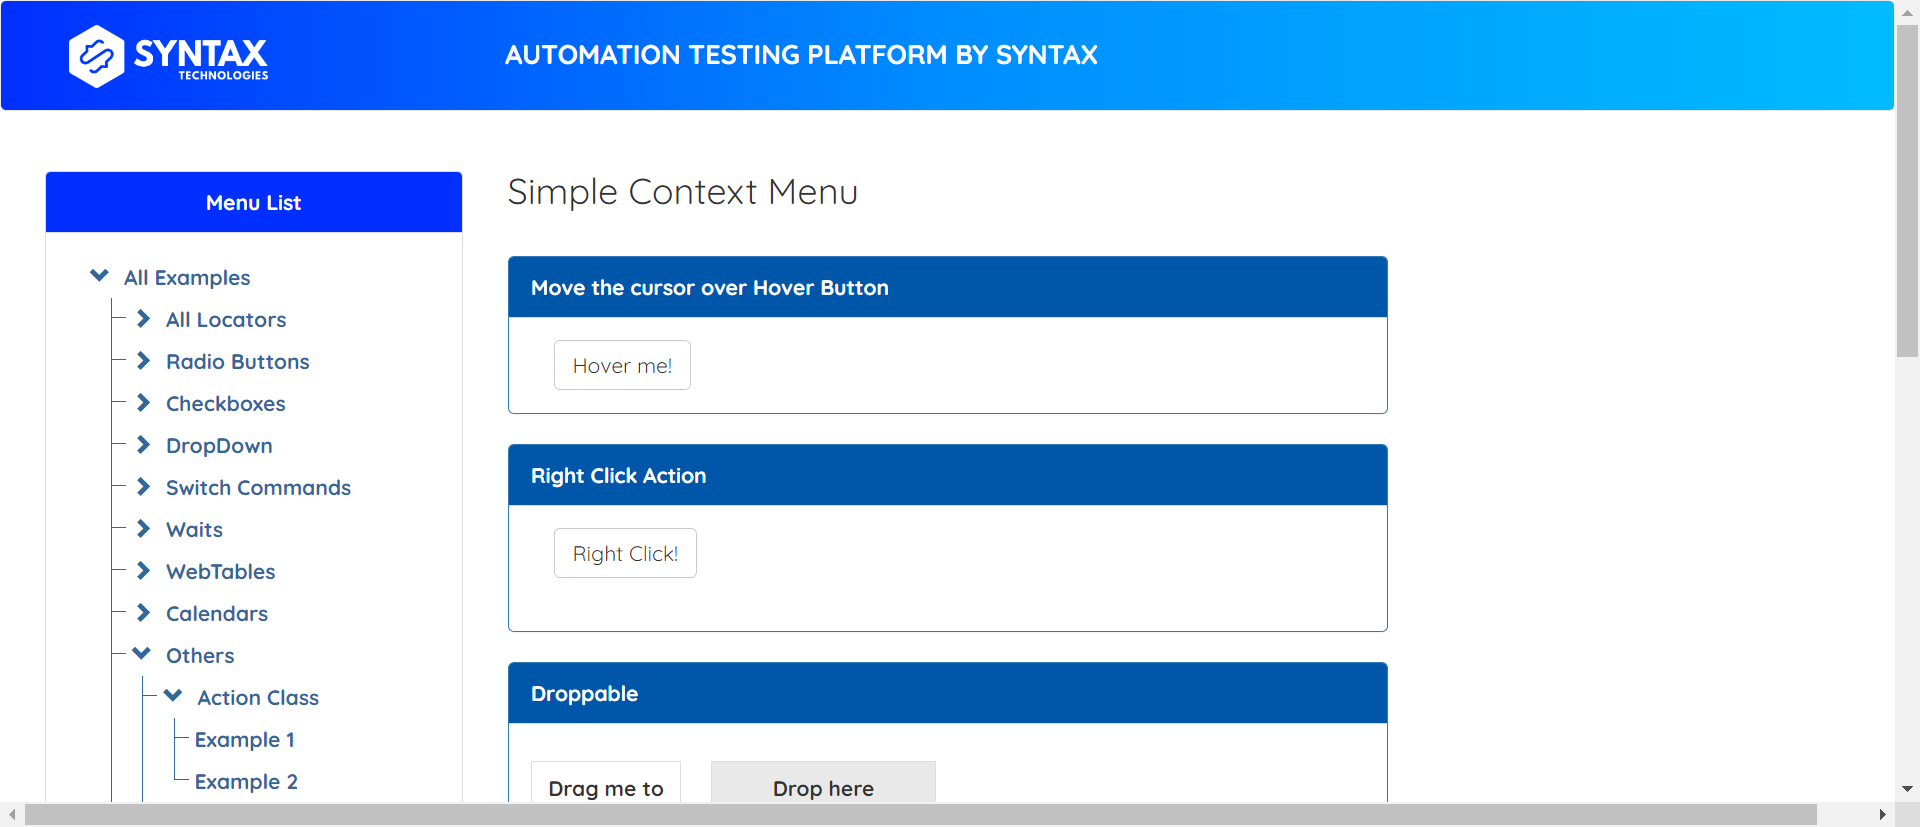 SYNTAX
TECHNOLOGIES
AUTOMATION TESTING PLATFORM BY SYNTAX
Menu List
All Examples
All Locators
Radio Buttons
Checkboxes
DropDown
Switch Commands
Waits
WebTables
Calendars
Others
Action Class
Example 1
Example 2
Simple Context Menu
Move the cursor over Hover Button
Hover me!
Right Click Action
Right Click!
Droppable
Drag me to
Drop here